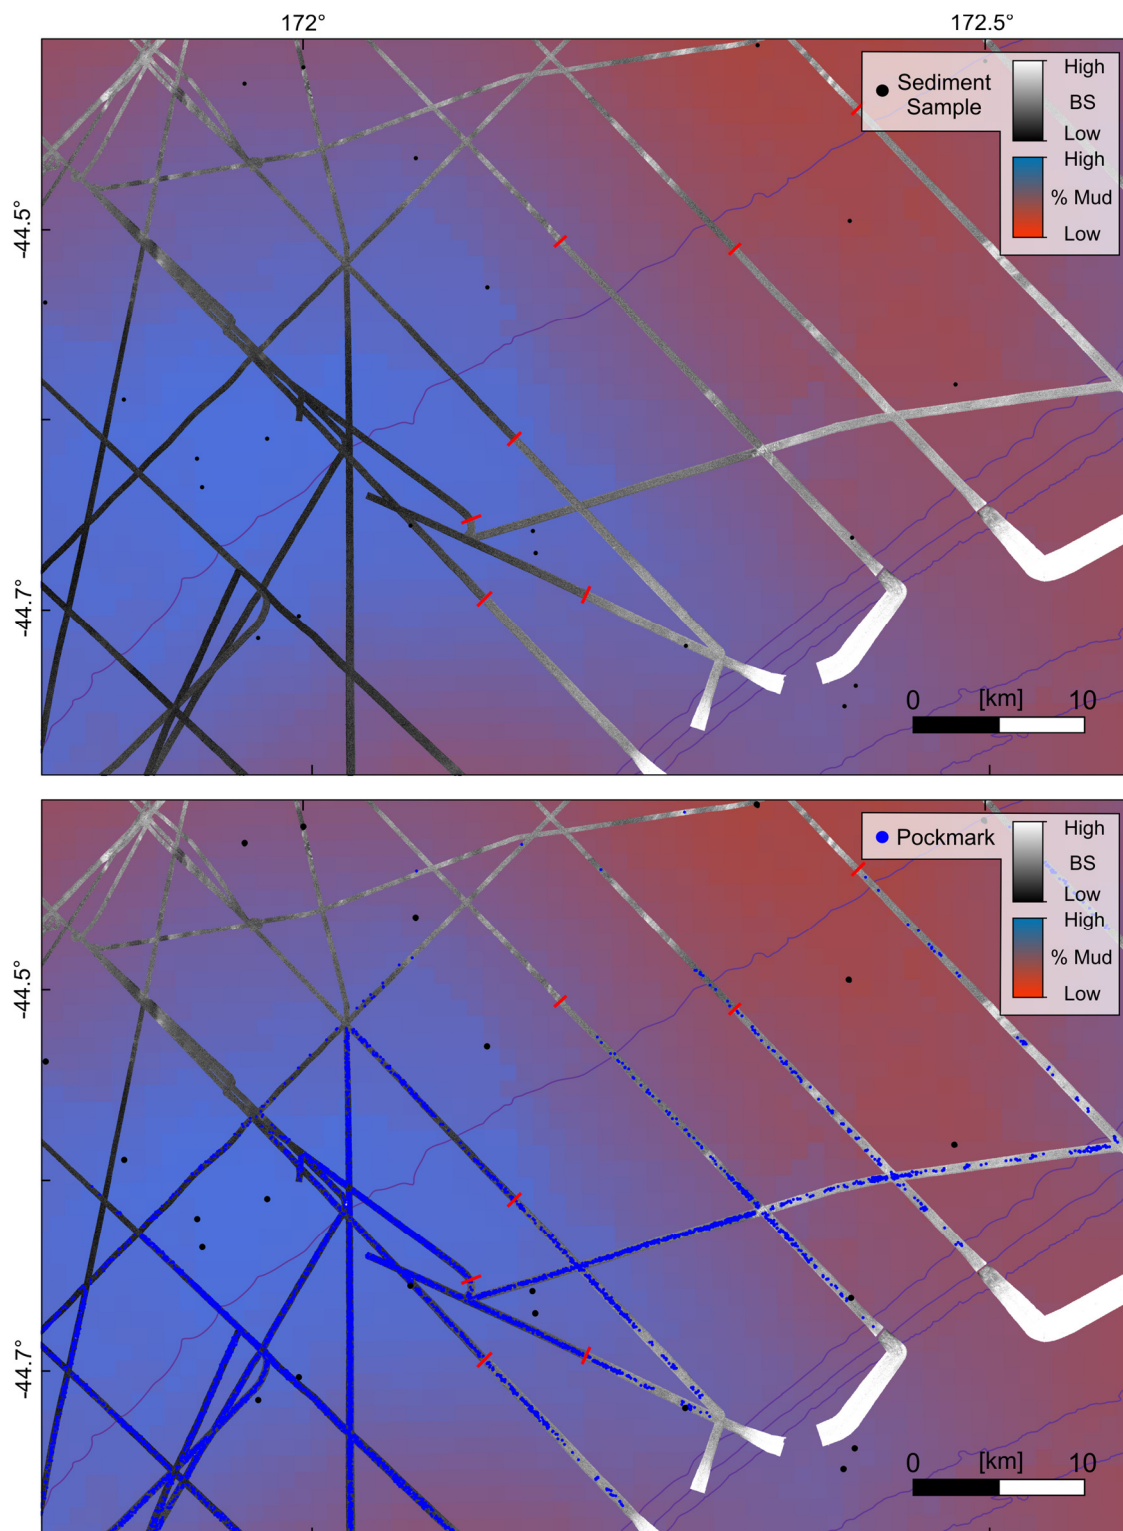 172°
172.5°
Sediment
Sample
High
BS
Low
High
% Mud
Low
-44.5°
-44.7°
0 [km] 10
Pockmark
High
BS
Low
High
% Mud
Low
-44.5°
-44.7°
0 [km] 10